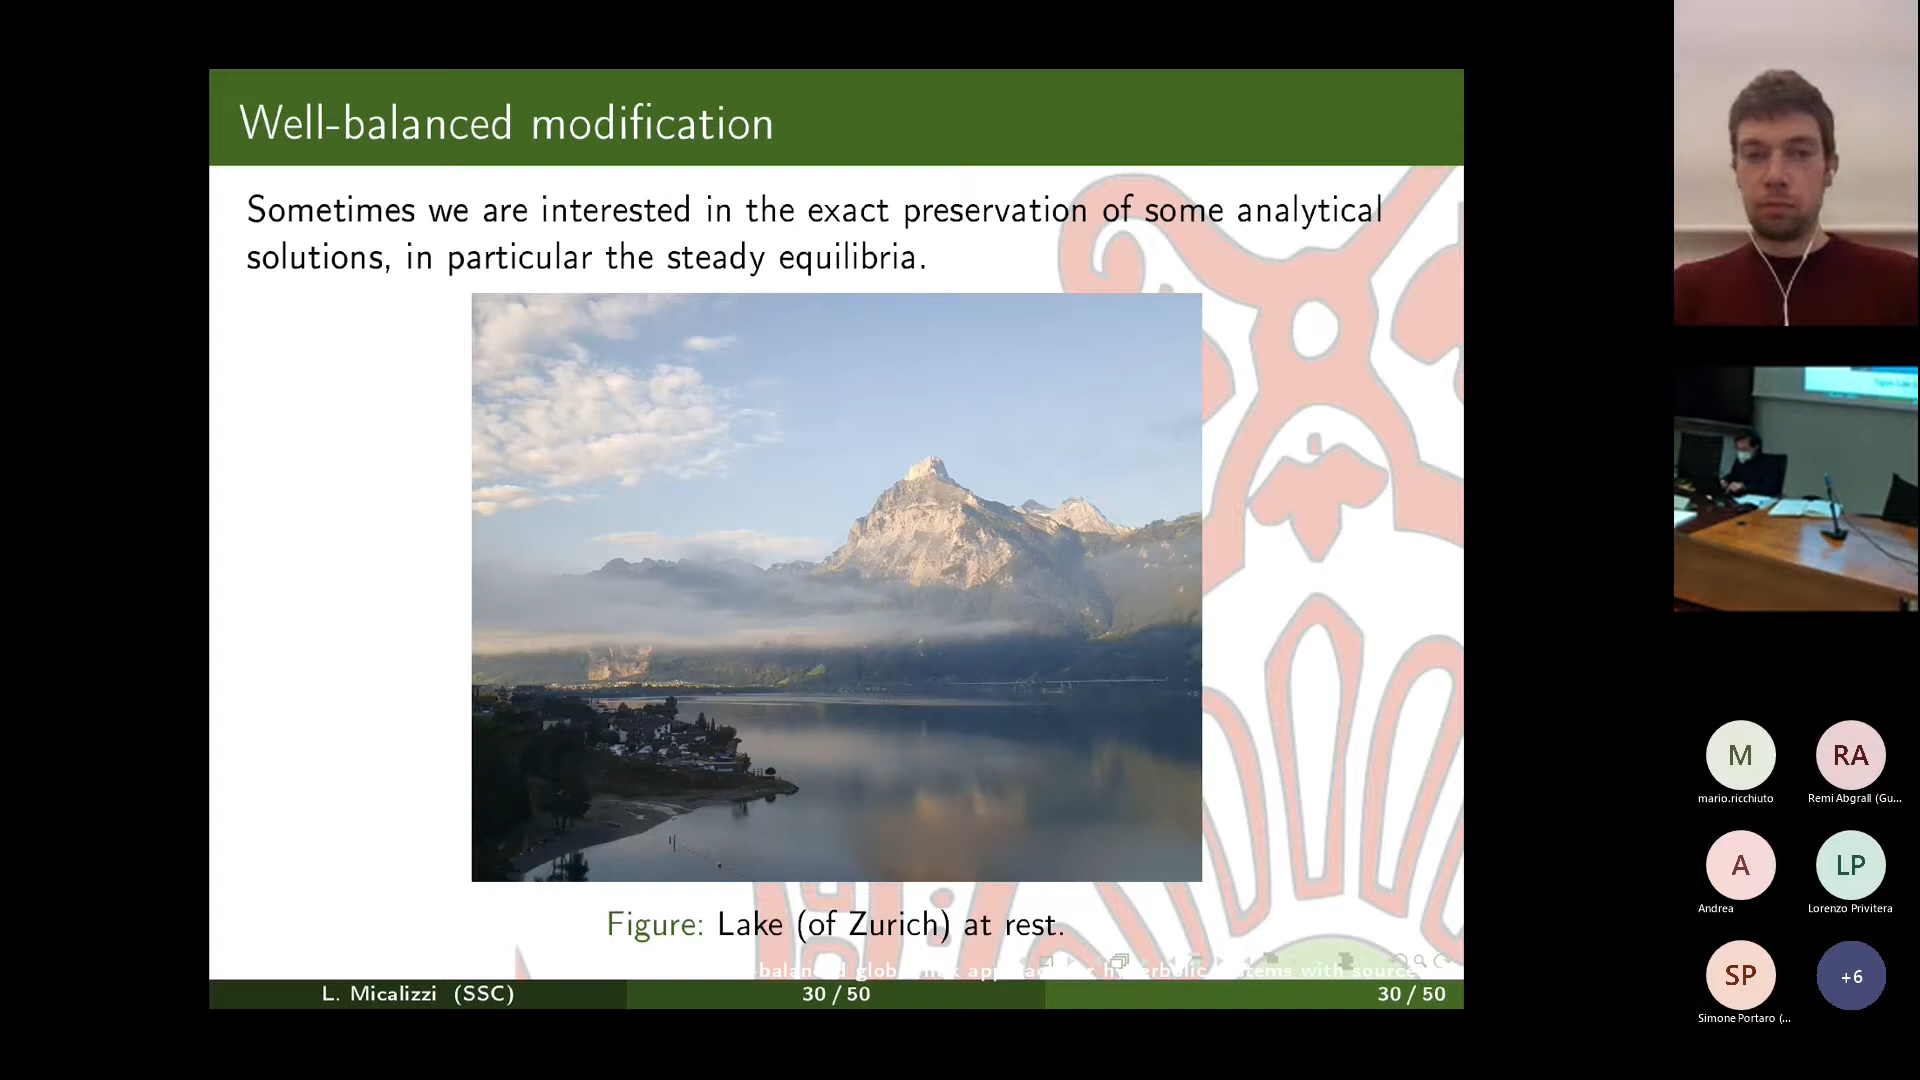 Well-balanced modification
Sometimes we are interested in the exact preservation of some analytical
solutions, in particular the steady equilibria.
Figure: Lake (of Zurich) at rest.
L. Micalizzi (SSC)
30 / 50
30 / 50
M
RA
mario.ricchiuto
Remi Abgrall (Gu...
A
LP
Andrea
Lorenzo Privitera
SP
+6
Simone Portaro (...